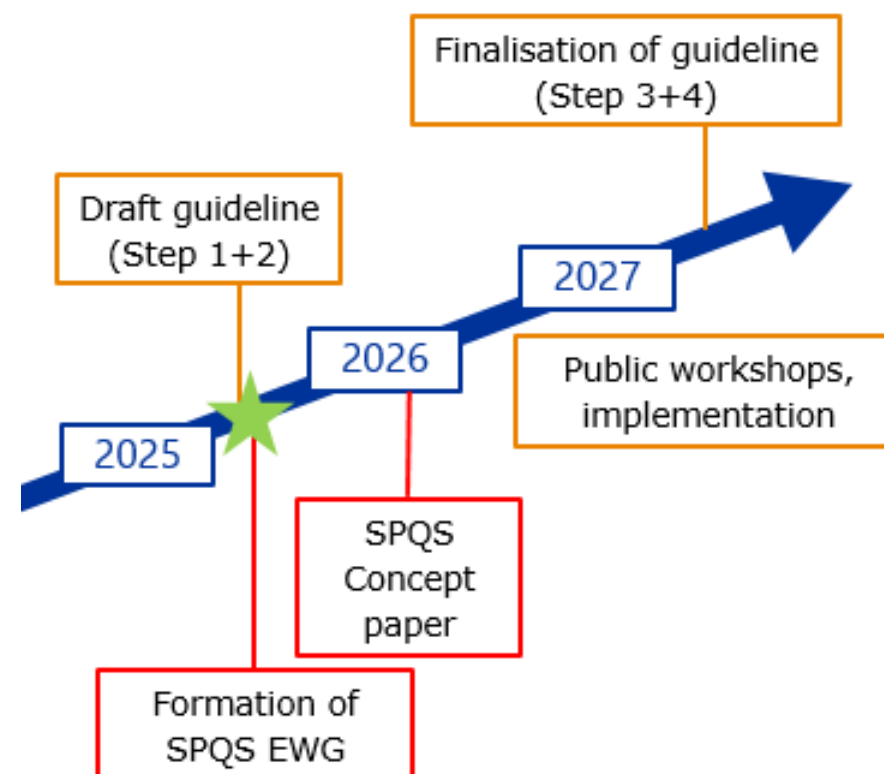 Finalisation of guideline
(Step 3+4)
Draft guideline
(Step 1+2)
2027
2026
Public workshops,
implementation
2025
SPQS
Concept
paper
Formation of
SPQS EWG